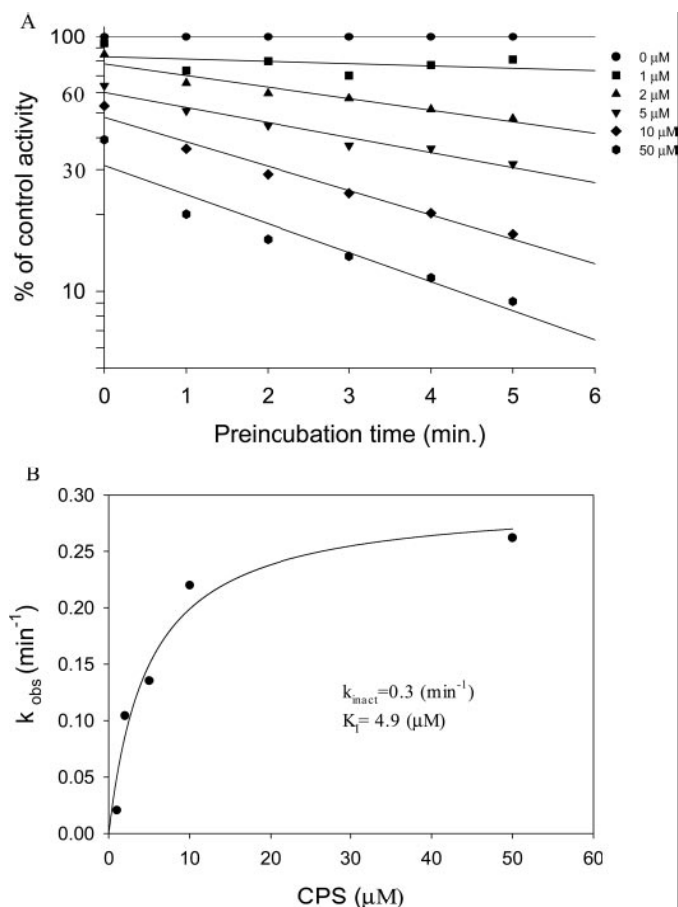 A
100
60
30
10
% of control activity
0 1 2 3 4 5 6
Preincubation time (min.)
0 μM
1 μM
2 μM
5 μM
10 μM
50 μM
B
0.30
0.25
0.20
0.15
0.10
0.05
0.00
k obs (min-1)
kinact=0.3 (min-1)
KI= 4.9 (μM)
0 10 20 30 40 50 60
CPS (μM)